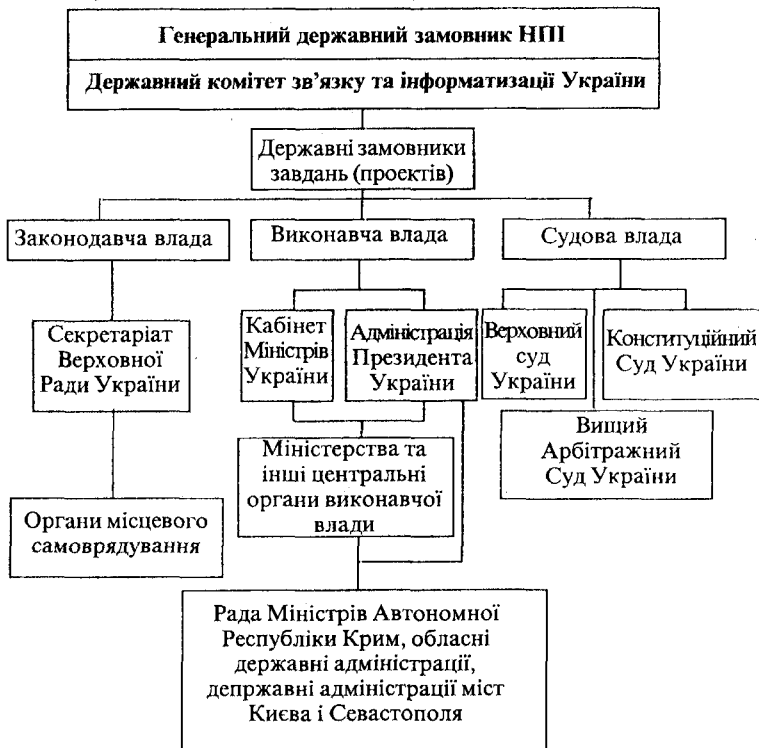 Генеральний державний замовник НПІ
Державний комітет зв’язку та інформатизації України
Державні замовники
завдань (проектів)
Законодавча влада
Виконавча влада
Судова влада
Секретаріат
Верховної
Ради України
Кабінет
Міністрів
України
Адміністрація
Президента
України
Верховний
суд
України
Конституційний
Суд України
Вищий
Арбітражний
Суд України
Міністерства та
інші центральні
органи виконавчої
влади
Органи місцевого
самоврядування
Рада Міністрів Автономної
Республіки Крим, обласні
державні адміністрації,
депржавні адміністрації міст
Києва і Севастополя